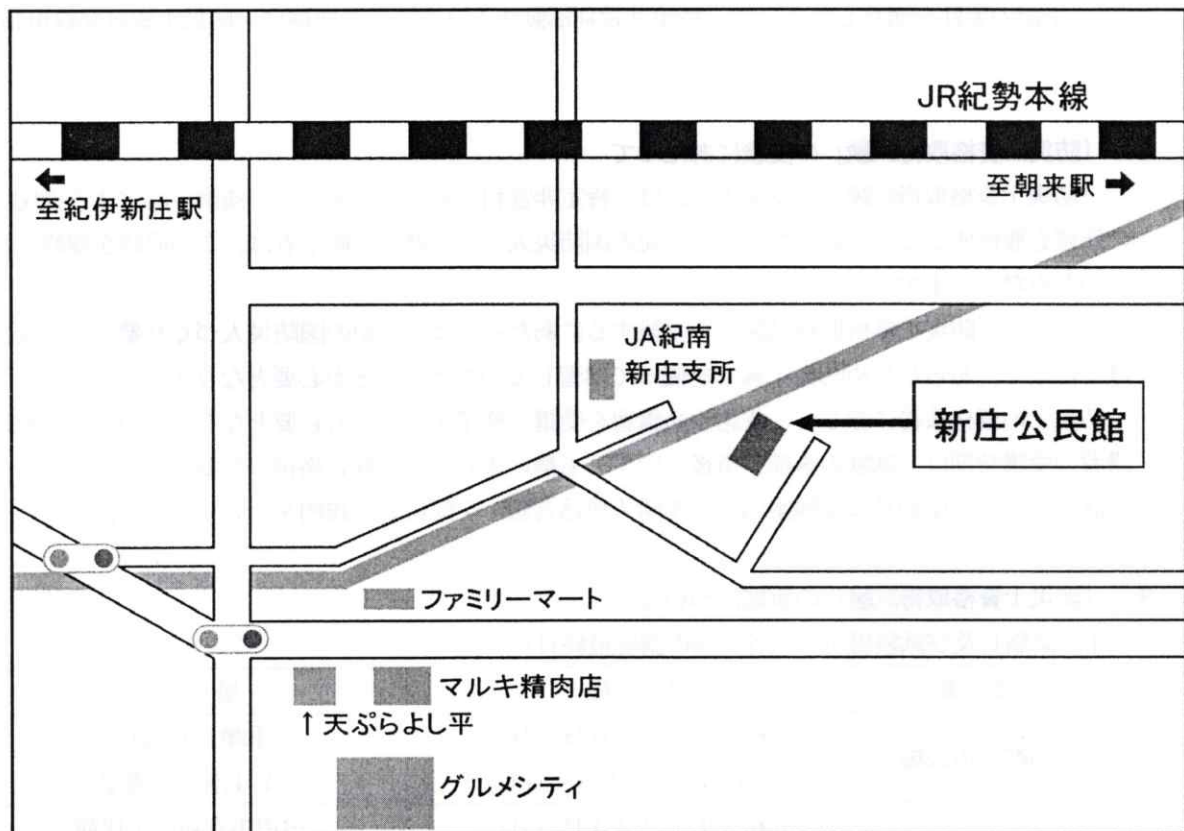 JR紀勢本線
←
至紀伊新庄駅
至朝来駅 →
JA紀南
新庄支所
新庄公民館
ファミリーマート
マルキ精肉店
↑天ぷらよし平
グルメシティ